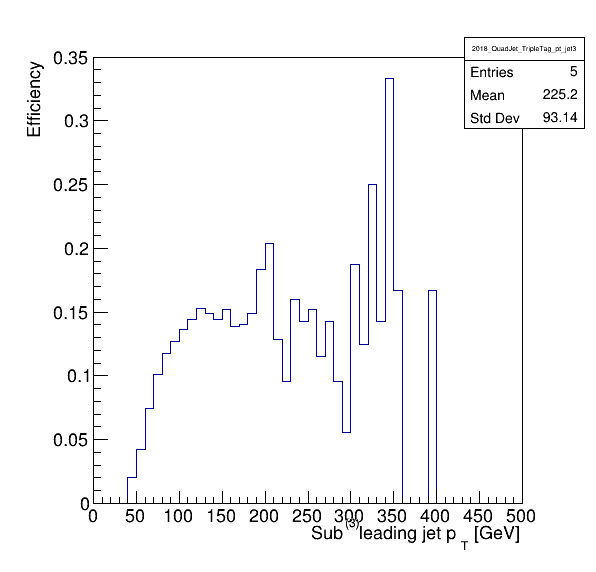 2018_QuadJet_TripleTag_pt_jet3
Entries 5
Mean 225.2
Std Dev 93.14
Efficiency
0.35
0.3
0.25
0.2
0.15
0.1
0.05
0
0 50 100 150 200 250 300 350 400 450 500
Sub(3)leading jet p T [GeV]